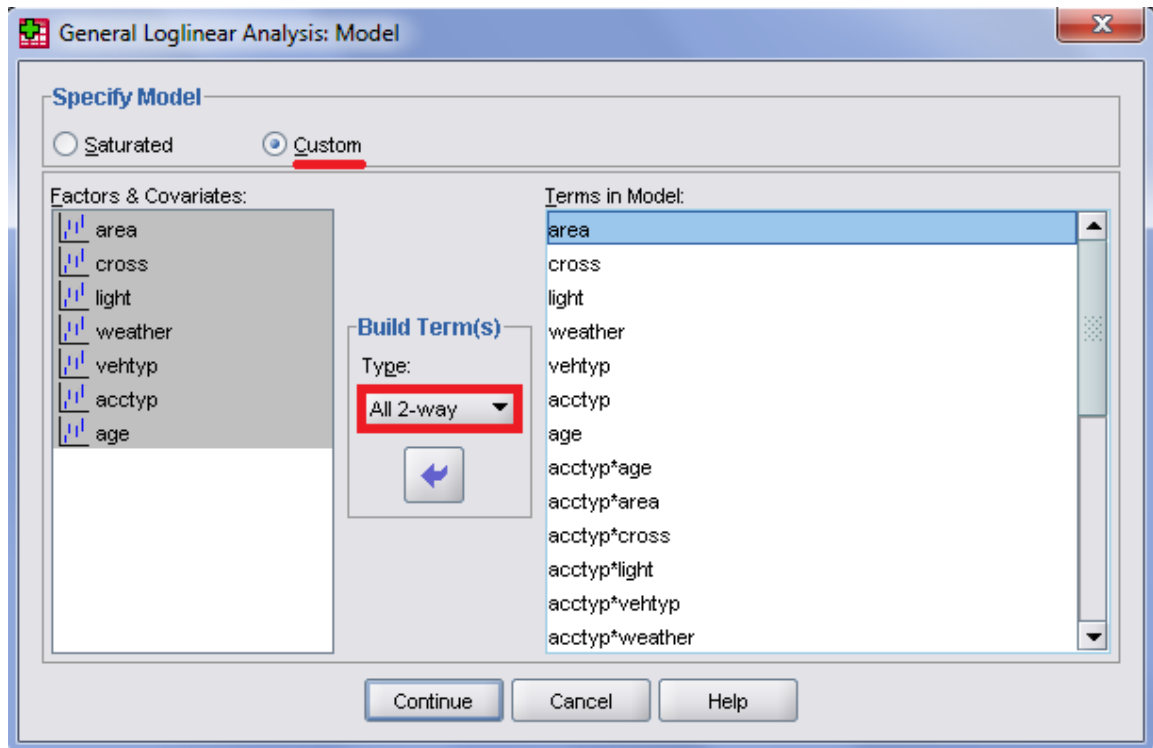 General Loglinear Analysis: Model
Specify Model
Saturated
Custom
Factors & Covariates:
area
cross
light
weather
vehtyp
acctyp
age
Build Term(s)
Type:
All 2-way
Terms in Model:
area
cross
light
weather
vehtyp
acctyp
age
acctyp*age
acctyp*area
acctyp*cross
acctyp*light
acctyp*vehtyp
acctyp*weather
Continue
Cancel
Help